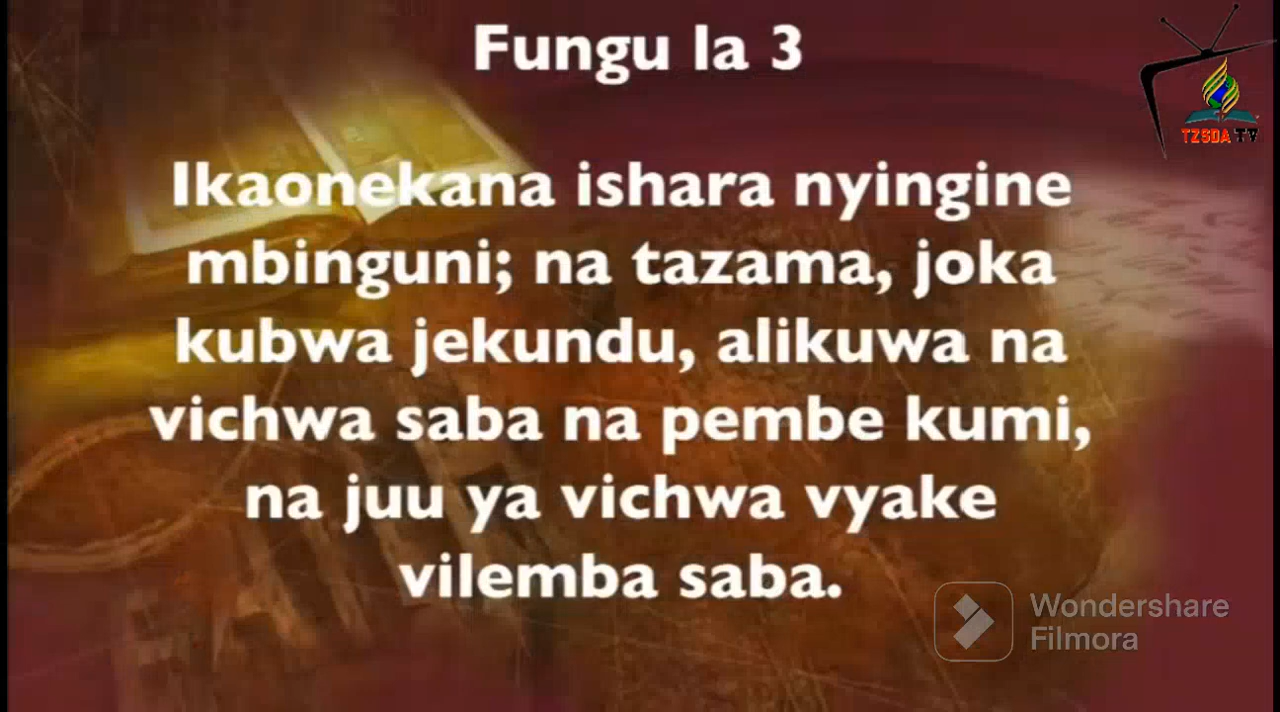 Fungu la 3
TZSDA TV
Ikaonekana ishara nyingine
mbinguni; na tazama, joka
kubwa jekundu, alikuwa na
vichwa saba na pembe kumi,
na juu ya vichwa vyake
vilemba saba.
Wondershare
Filmora